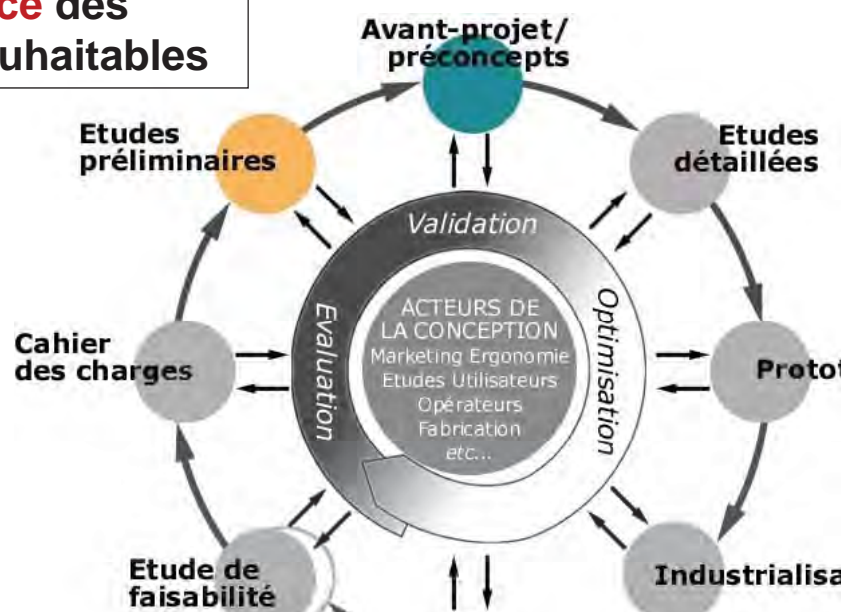 ce des
uhaitables
Avant-projet/
préconcepts
Etudes
préliminaires
Etudes
détaillées
Validation
Evaluation
Optimisation
ACTEURS DE
LA CONCEPTION
Marketing Ergonomie
Etudes Utilisateurs
Opérateurs
Fabrication
etc...
Cahier
des charges
Protot
Etude de
faisabilité
Industrialisa